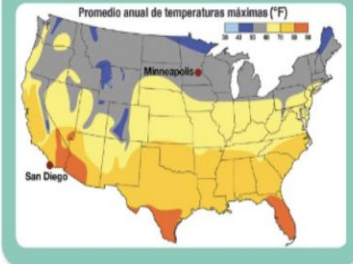 Promedio anual de temperaturas máximas (°F)
Minneapolis
San Diego